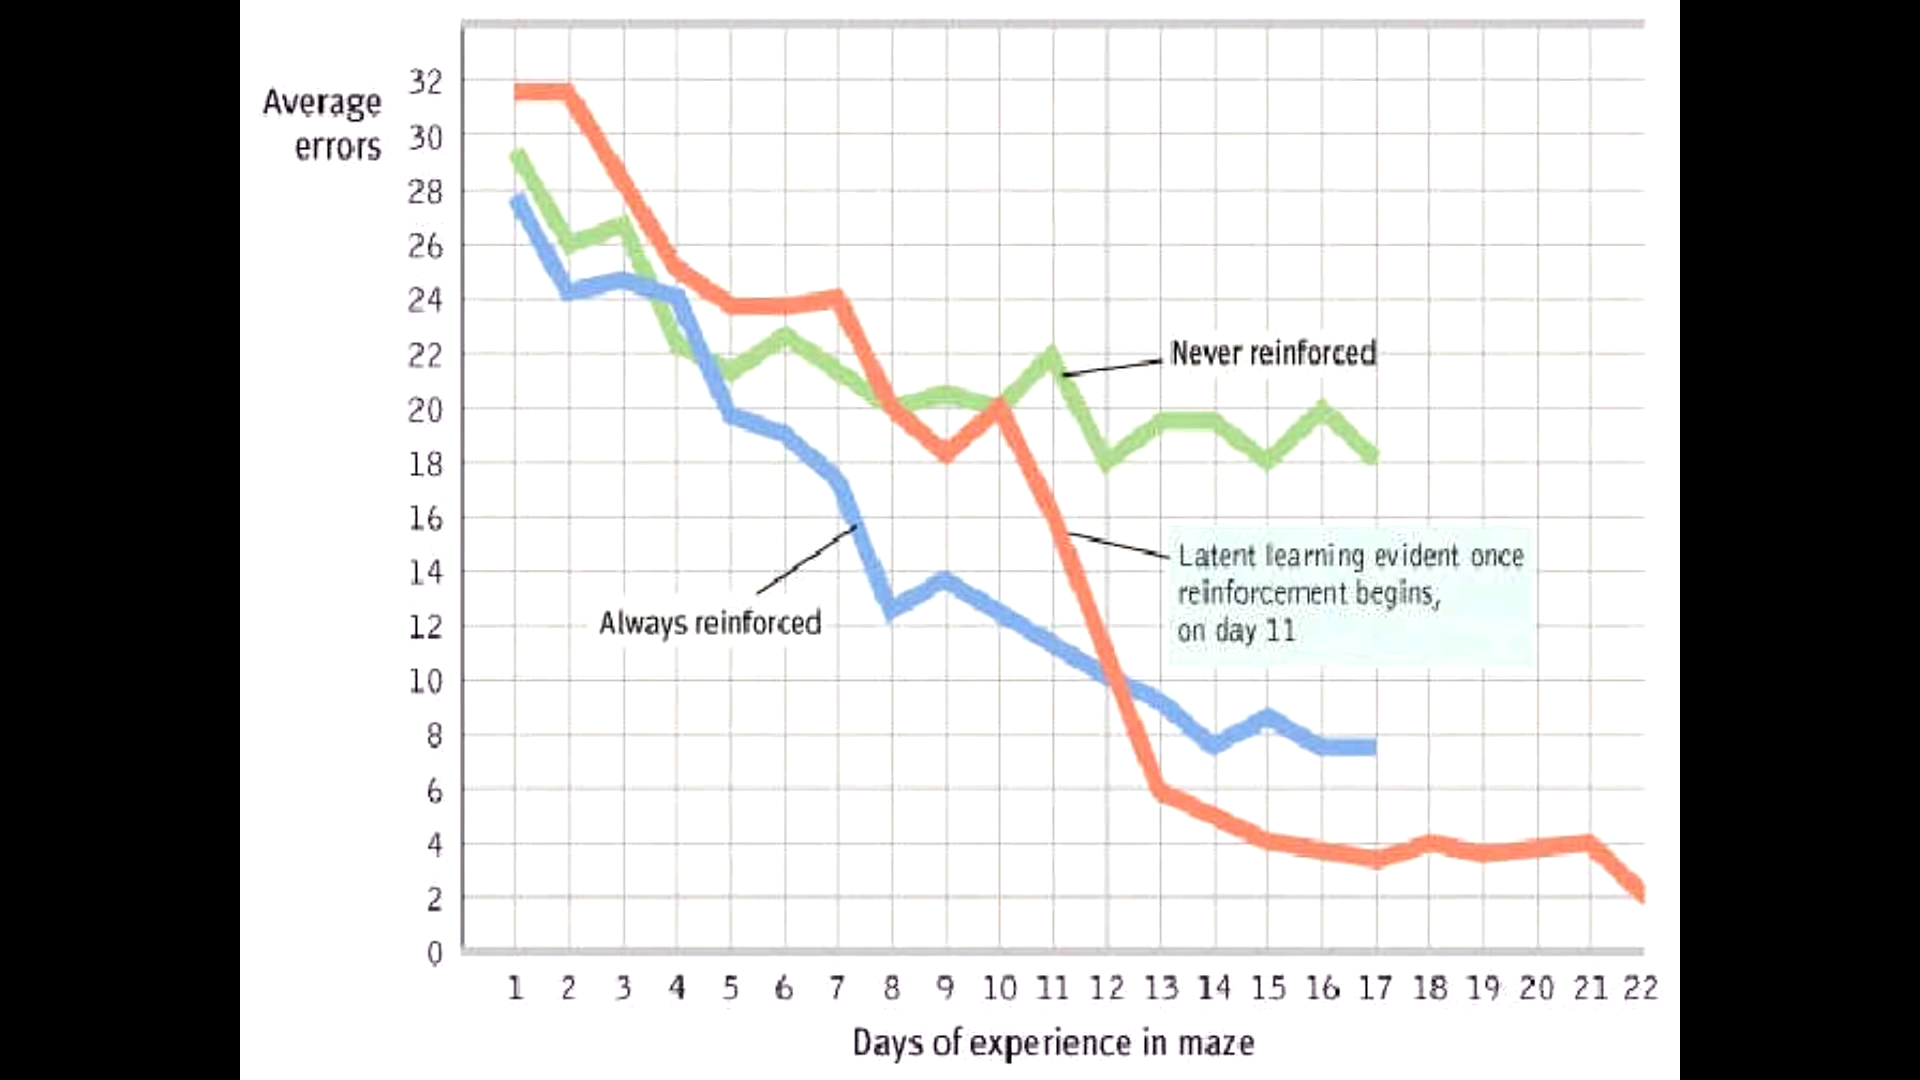 Average
errors
32
30
28
26
24
22
20
18
16
14
12
10
8
6
4
2
0
Never reinforced
Latent learning evident once
reinforcement begins,
on day 11
Always reinforced
1 2 3 4 5 6 7 8 9 10 11 12 13 14 15 16 17 18 19 20 21 22
Days of experience in maze